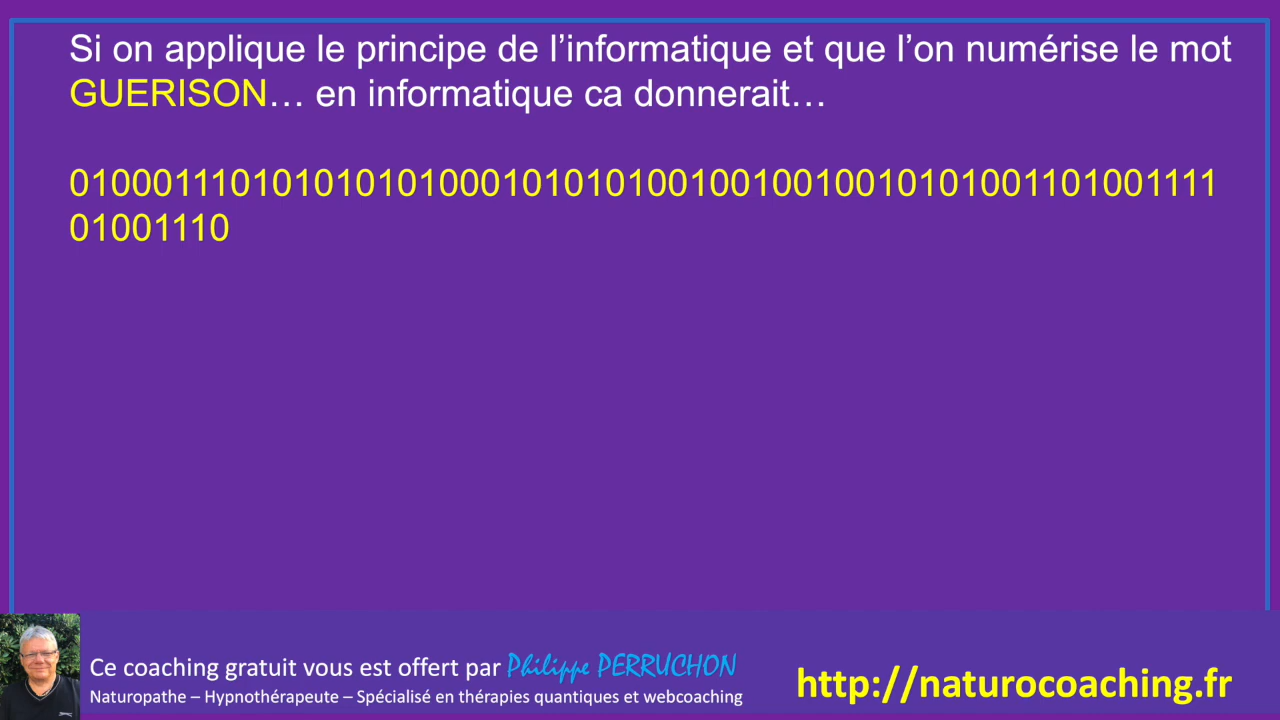 Si on applique le principe de l’informatique et que l’on numérise le mot
GUERISON… en informatique ca donnerait…
01000111010101010100010101010010010010010101001101001111
01001110
Ce coaching gratuit vous est offert par Philippe PERRUCHON
Naturopathe – Hypnothérapeute – Spécialisé en thérapies quantiques et webcoaching
http://naturocoaching.fr